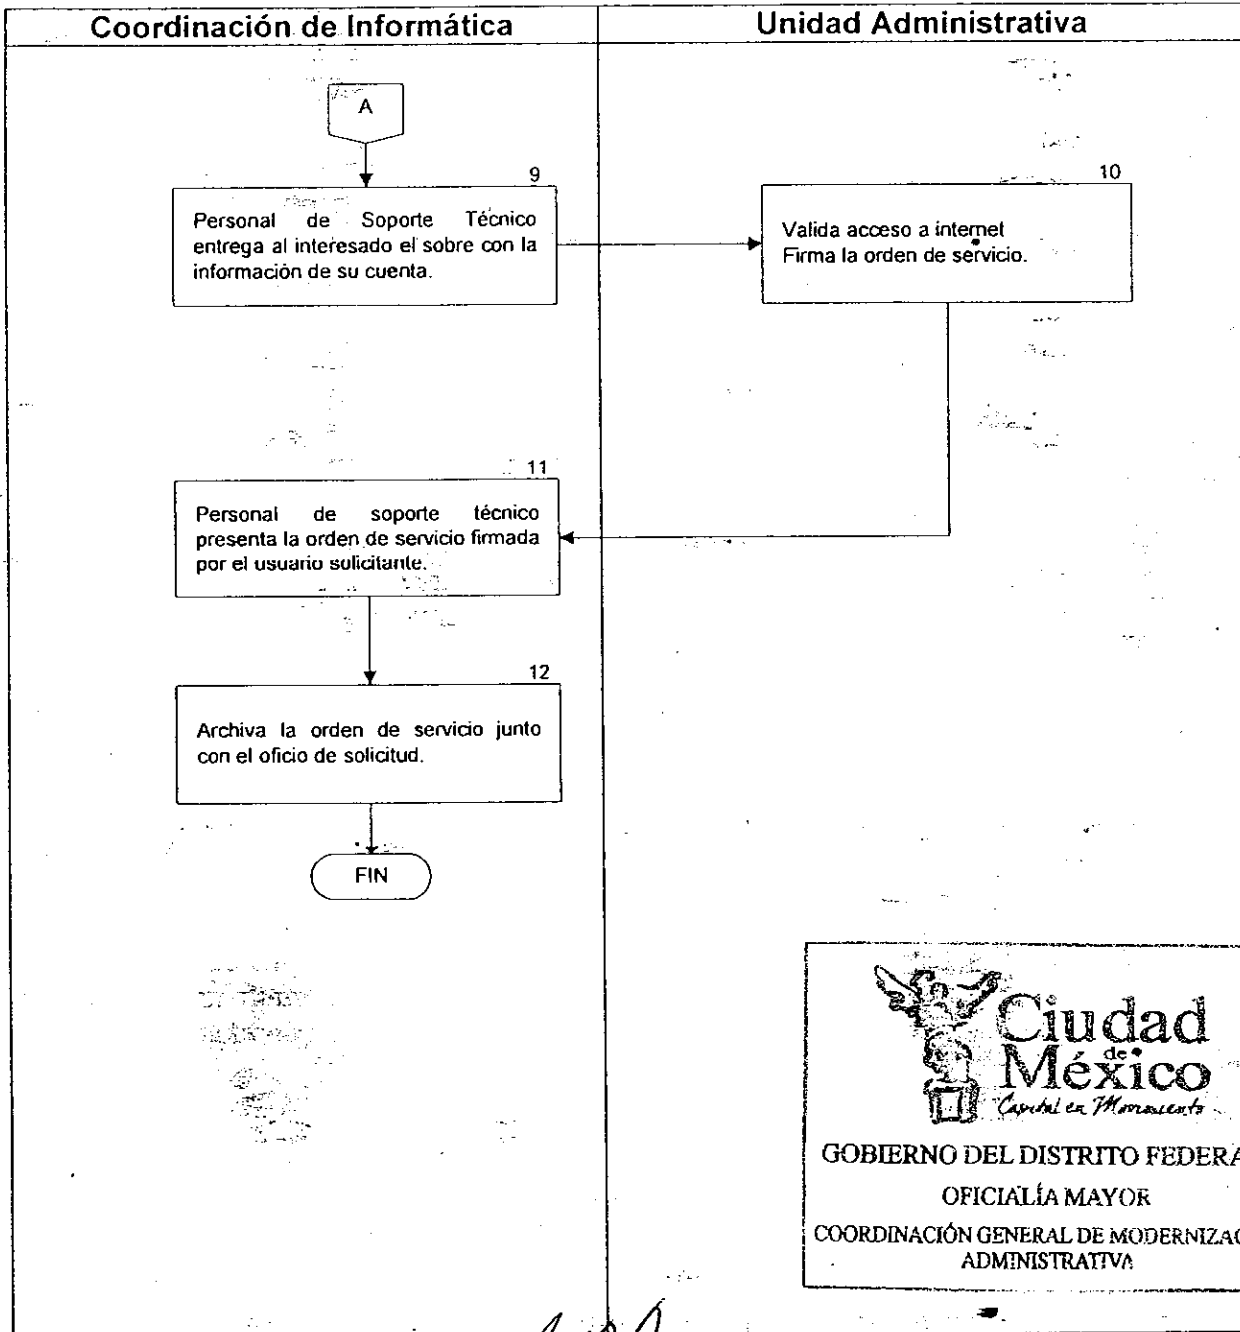 Coordinación de Informática
Unidad Administrativa
A
9
Personal de Soporte Técnico
entrega al interesado el sobre con la
información de su cuenta.
10
Valida acceso a internet
Firma la orden de servicio.
11
Personal de soporte técnico
presenta la orden de servicio firmada
por el usuario solicitante.
12
Archiva la orden de servicio junto
con el oficio de solicitud.
FIN
Ciudad
de
México
Capital en Movimiento
GOBIERNO DEL DISTRITO FEDERA
OFICIALÍA MAYOR
COORDINACIÓN GENERAL DE MODERNIZAC
ADMINISTRATIVA